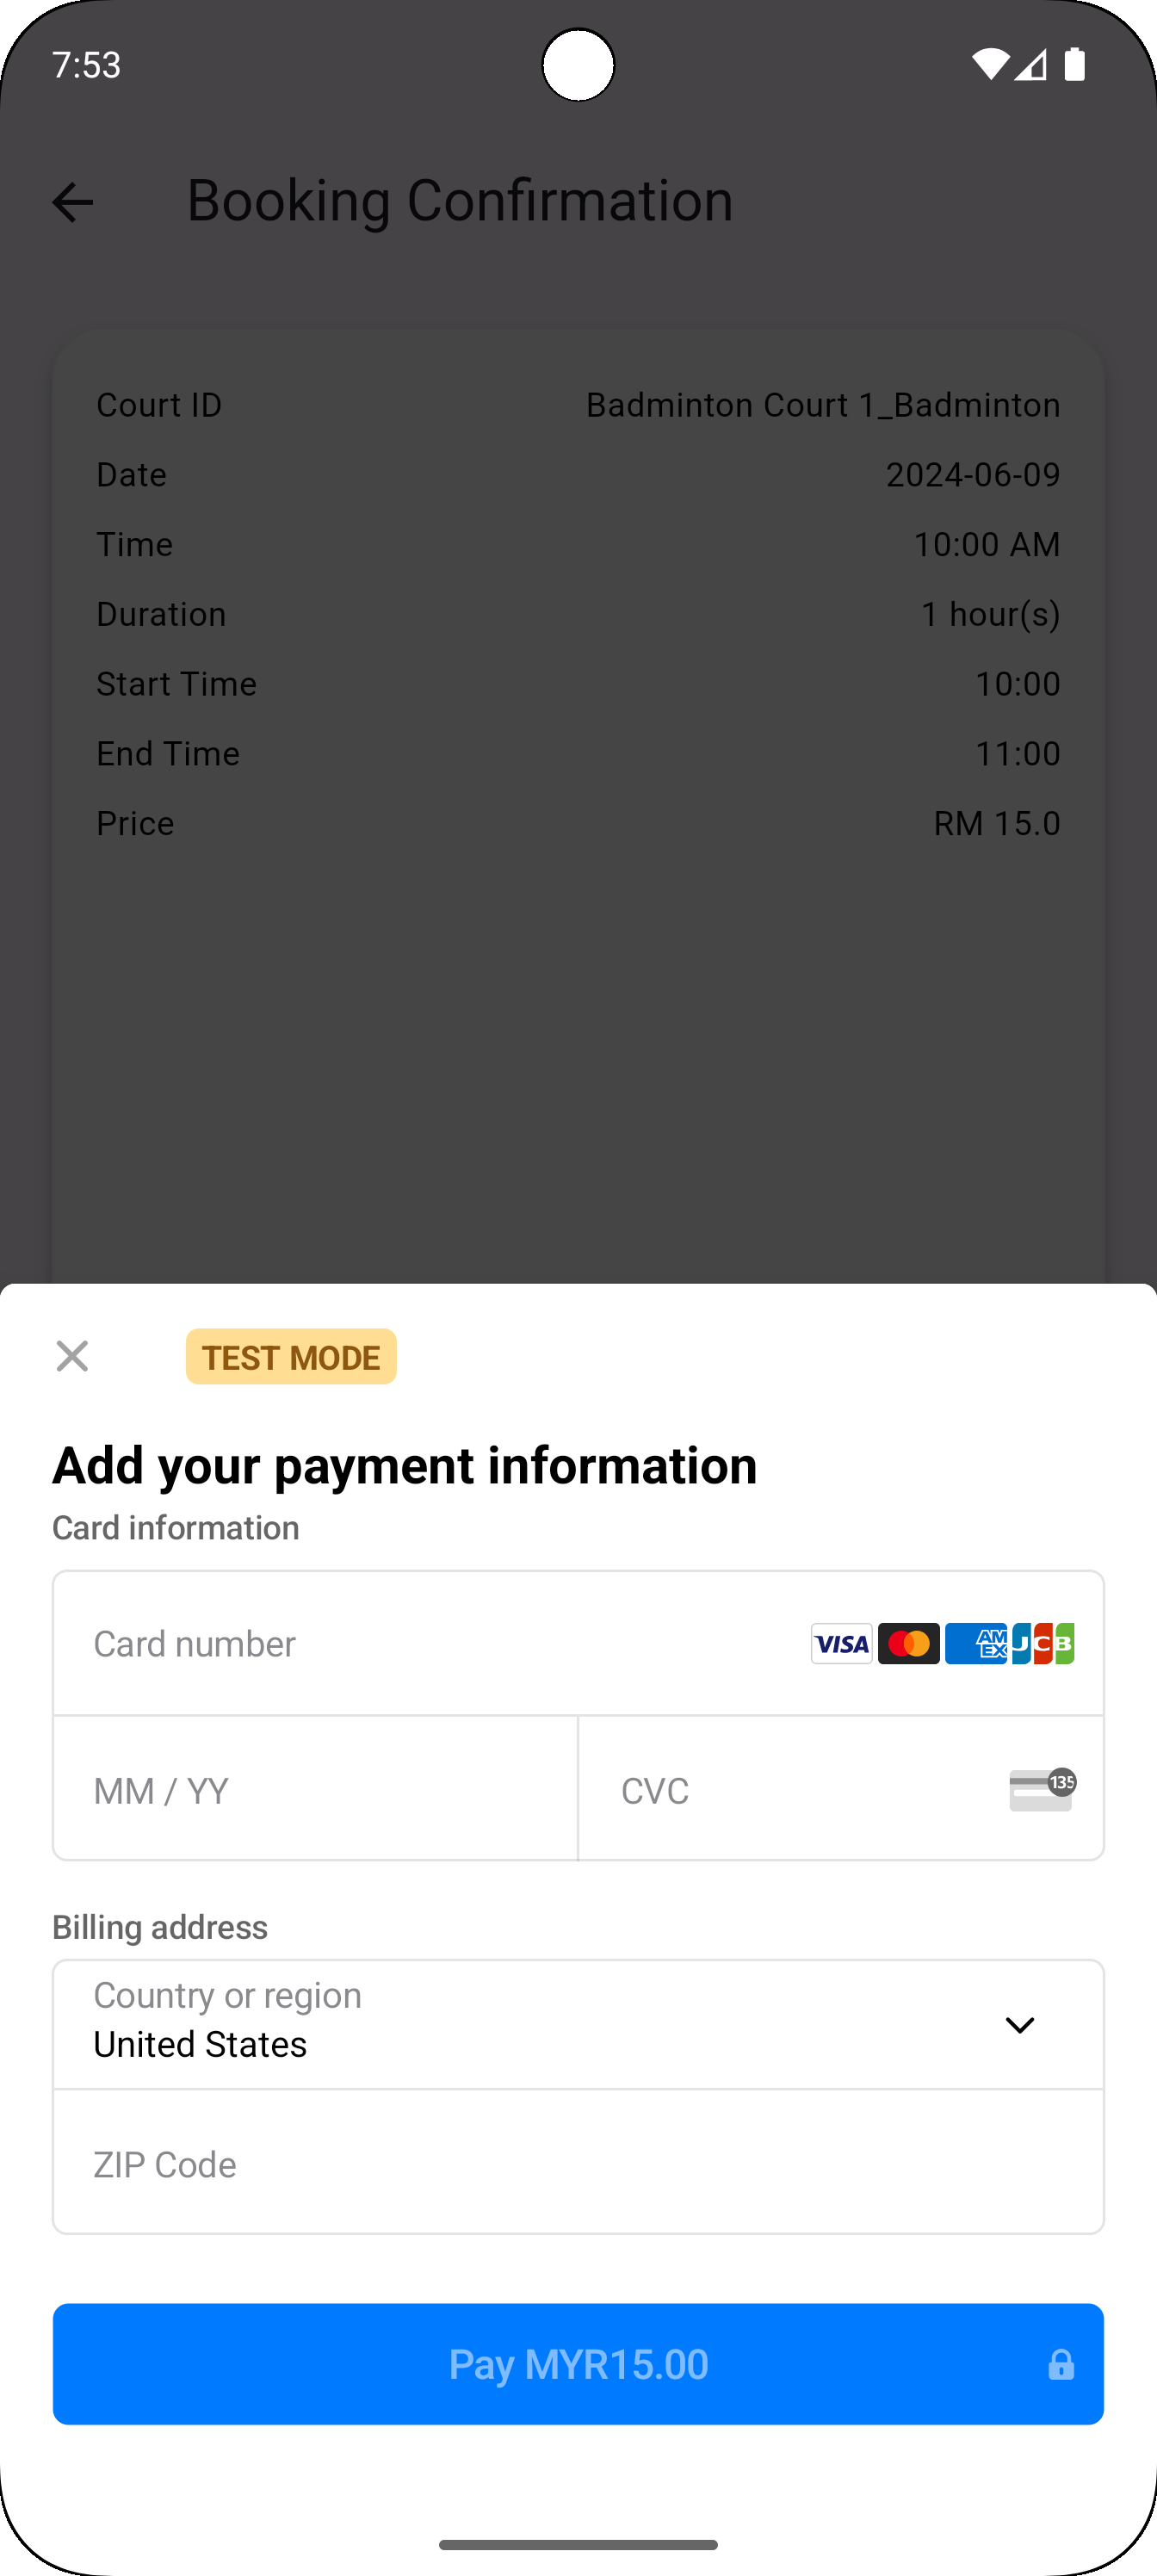 7:53
Booking Confirmation
Court ID Badminton Court 1_Badminton
Date 2024-06-09
Time 10:00 AM
Duration 1 hour(s)
Start Time 10:00
End Time 11:00
Price RM 15.0
TEST MODE
Add your payment information
Card information
Card number VISA AM EX JCB
MM / YY CVC 135
Billing address
Country or region
United States
ZIP Code
Pay MYR15.00